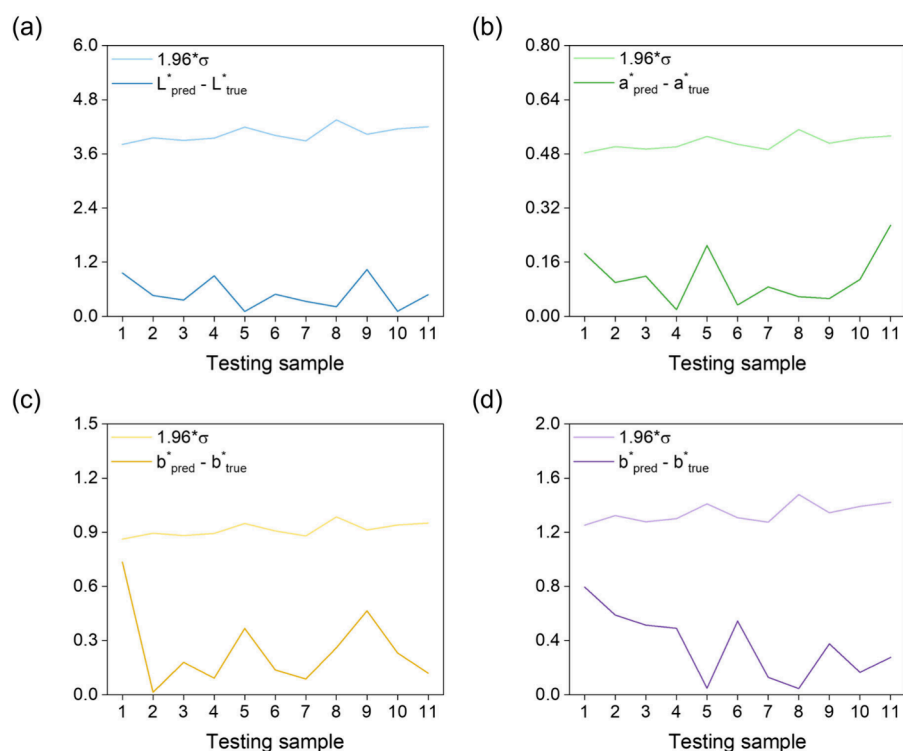 (a)
6.0
4.8
3.6
2.4
1.2
0.0
1.96*σ
L*pred - L*true
1 2 3 4 5 6 7 8 9 10 11
Testing sample
(b)
0.80
0.64
0.48
0.32
0.16
0.00
1.96*σ
a*pred - a*true
1 2 3 4 5 6 7 8 9 10 11
Testing sample
(c)
1.5
1.2
0.9
0.6
0.3
0.0
1.96*σ
b*pred - b*true
1 2 3 4 5 6 7 8 9 10 11
Testing sample
(d)
2.0
1.6
1.2
0.8
0.4
0.0
1.96*σ
b*pred - b*true
1 2 3 4 5 6 7 8 9 10 11
Testing sample